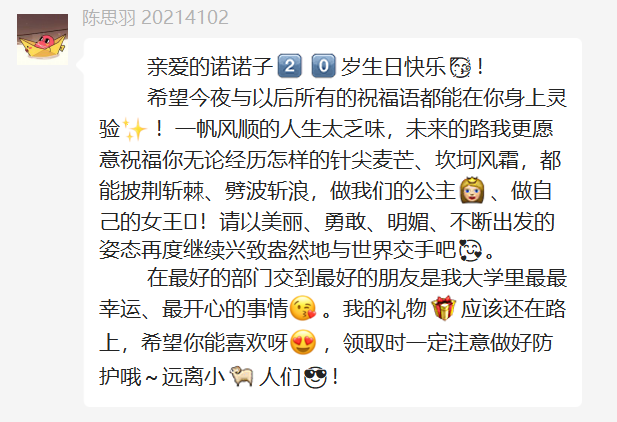 陈思羽 20214102
亲爱的诺诺子2️⃣ 0️⃣岁生日快乐🥳！
希望今夜与以后所有的祝福语都能在你身上灵
验✨！一帆风顺的人生太乏味，未来的路我更愿
意祝福你无论经历怎样的针尖麦芒、坎坷风霜，都
能披荆斩棘、劈波斩浪，做我们的公主👸、做自
己的女王！请以美丽、勇敢、明媚、不断出发的
姿态再度继续兴致盎然地与世界交手吧🥰。
在最好的部门交到最好的朋友是我大学里最最
幸运、最开心的事情😘。我的礼物🎁应该还在路
上，希望你能喜欢呀😍，领取时一定注意做好防
护哦～远离小🐏人们😎！